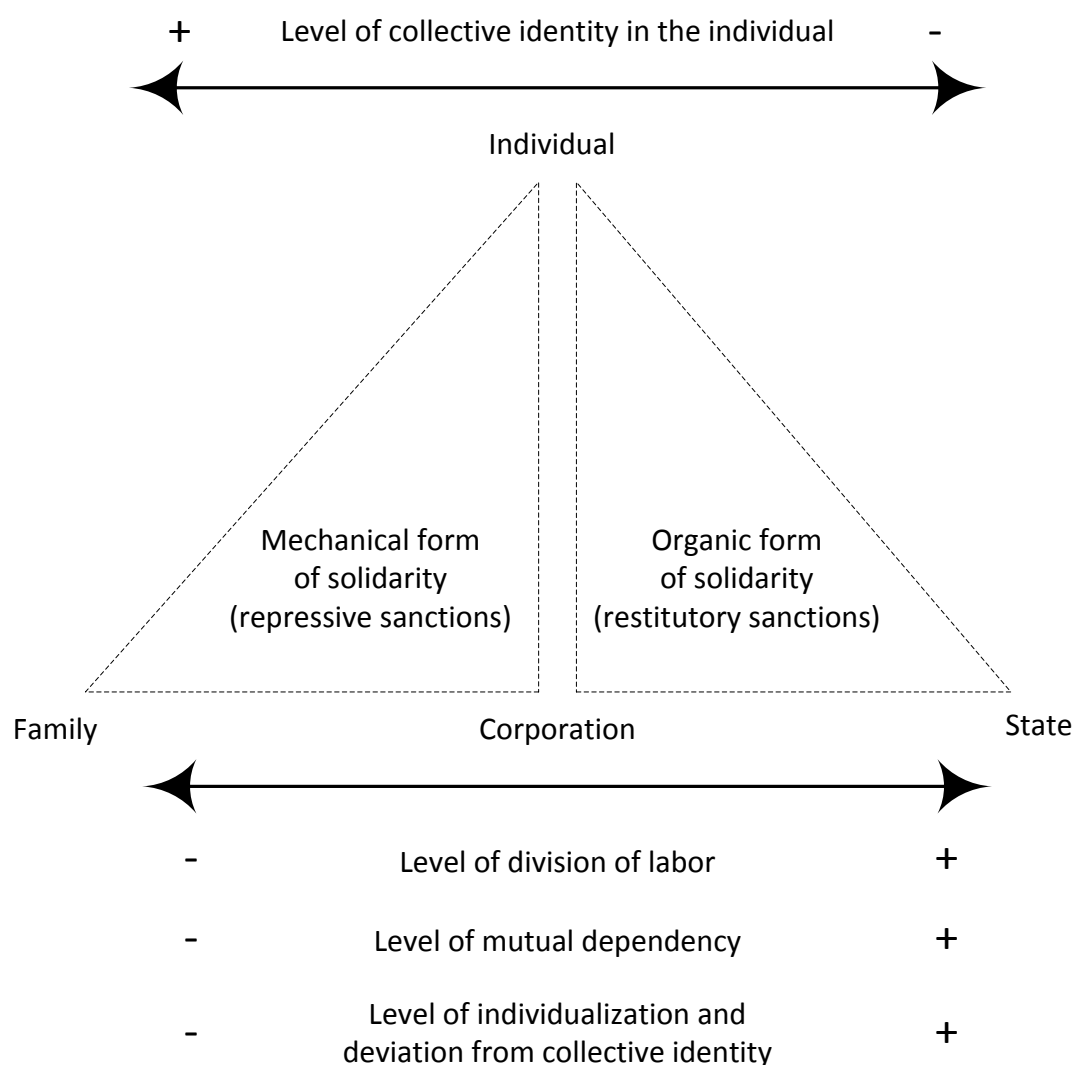 + Level of collective identity in the individual -
Individual
Mechanical form
of solidarity
(repressive sanctions)
Organic form
of solidarity
(restitutory sanctions)
Family Corporation State
- Level of division of labor +
- Level of mutual dependency +
- Level of individualization and
deviation from collective identity +